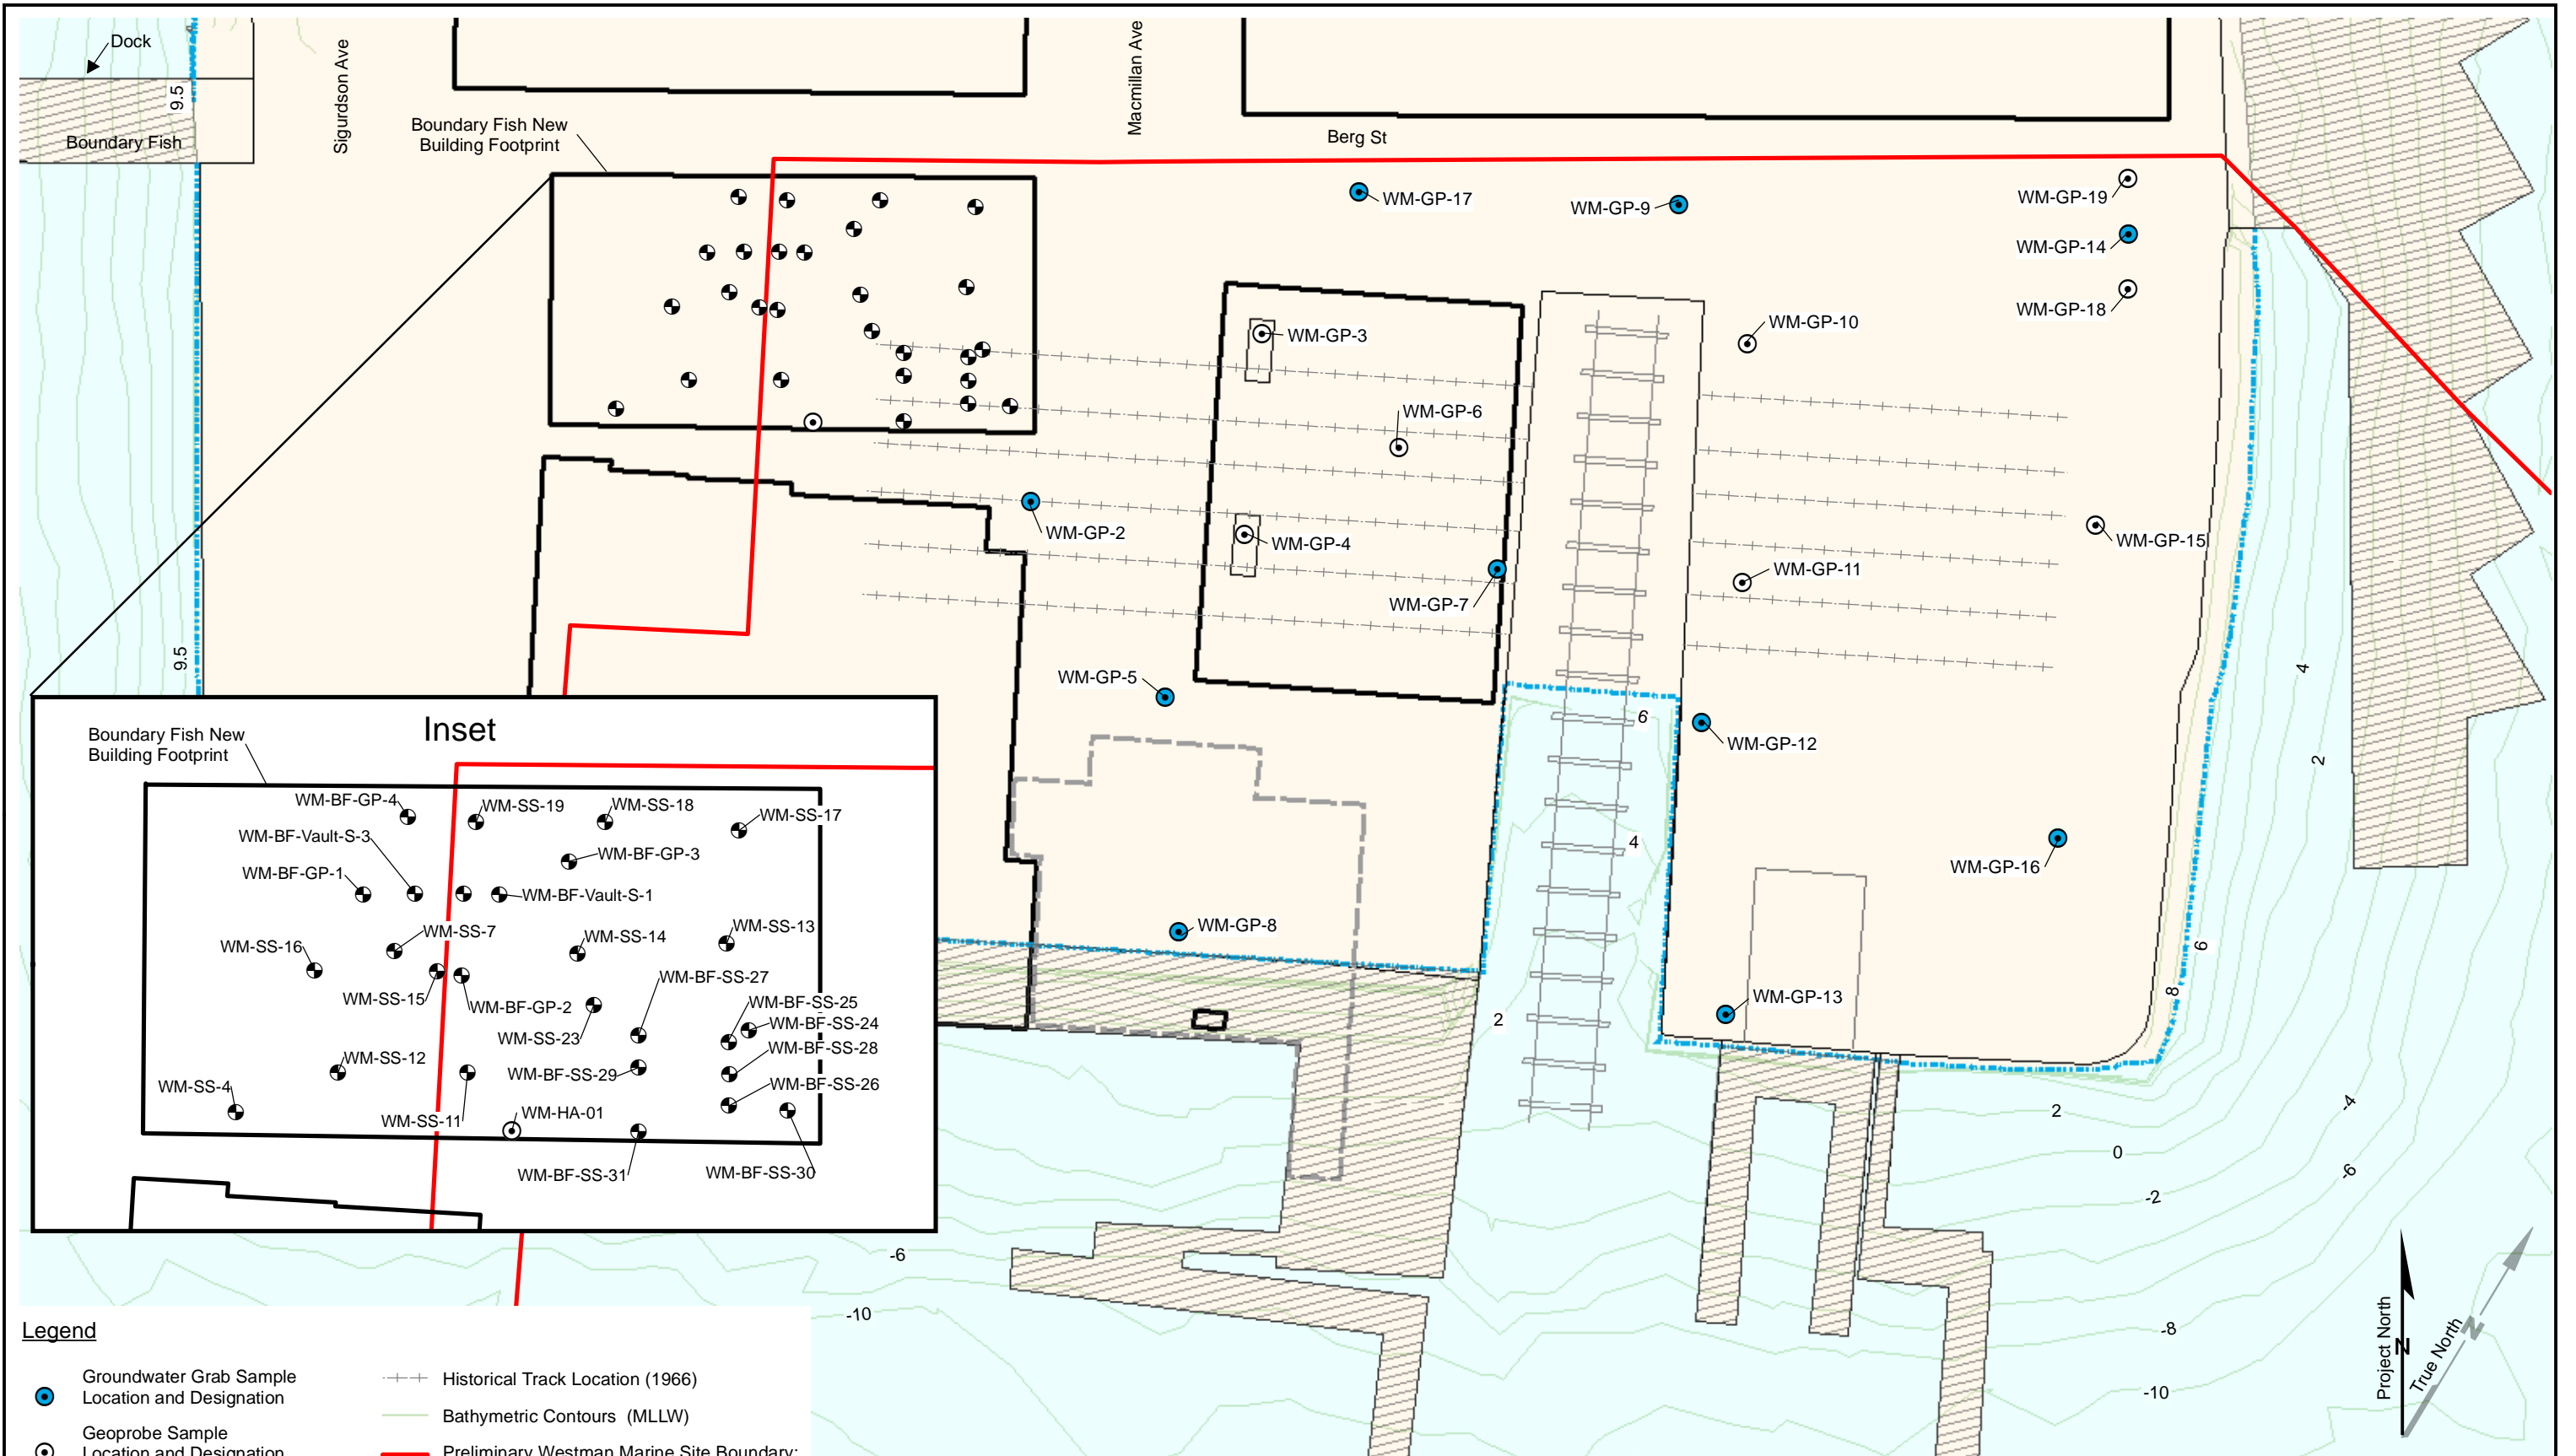 Dock
9.5
Boundary Fish
Sigurdson Ave
Boundary Fish New
Building Footprint
Macmillan Ave
Berg St
WM-GP-17
WM-GP-9
WM-GP-19
WM-GP-14
WM-GP-18
WM-GP-3
WM-GP-10
WM-GP-6
WM-GP-2
WM-GP-4
WM-GP-15
WM-GP-11
WM-GP-7
9.5
WM-GP-5
4
6
WM-GP-12
2
4
WM-GP-16
WM-GP-8
6
8
WM-GP-13
2
2
-4
0
-6
-2
-6
-10
-8
-10
Inset
Boundary Fish New
Building Footprint
WM-BF-GP-4
WM-SS-19
WM-SS-18
WM-SS-17
WM-BF-Vault-S-3
WM-BF-GP-3
WM-BF-GP-1
WM-BF-Vault-S-1
WM-SS-7
WM-SS-13
WM-SS-16
WM-SS-14
WM-BF-SS-27
WM-SS-15
WM-BF-GP-2
WM-BF-SS-25
WM-BF-SS-24
WM-SS-23
WM-BF-SS-28
WM-SS-12
WM-BF-SS-29
WM-BF-SS-26
WM-SS-4
WM-SS-11
WM-HA-01
WM-BF-SS-31
WM-BF-SS-30
Project North
N
True North
N
Legend
Groundwater Grab Sample
Location and Designation
Geoprobe Sample
Location and Designation
Historical Track Location (1966)
Bathymetric Contours (MLLW)
Preliminary Westman Marine Site Boundary: